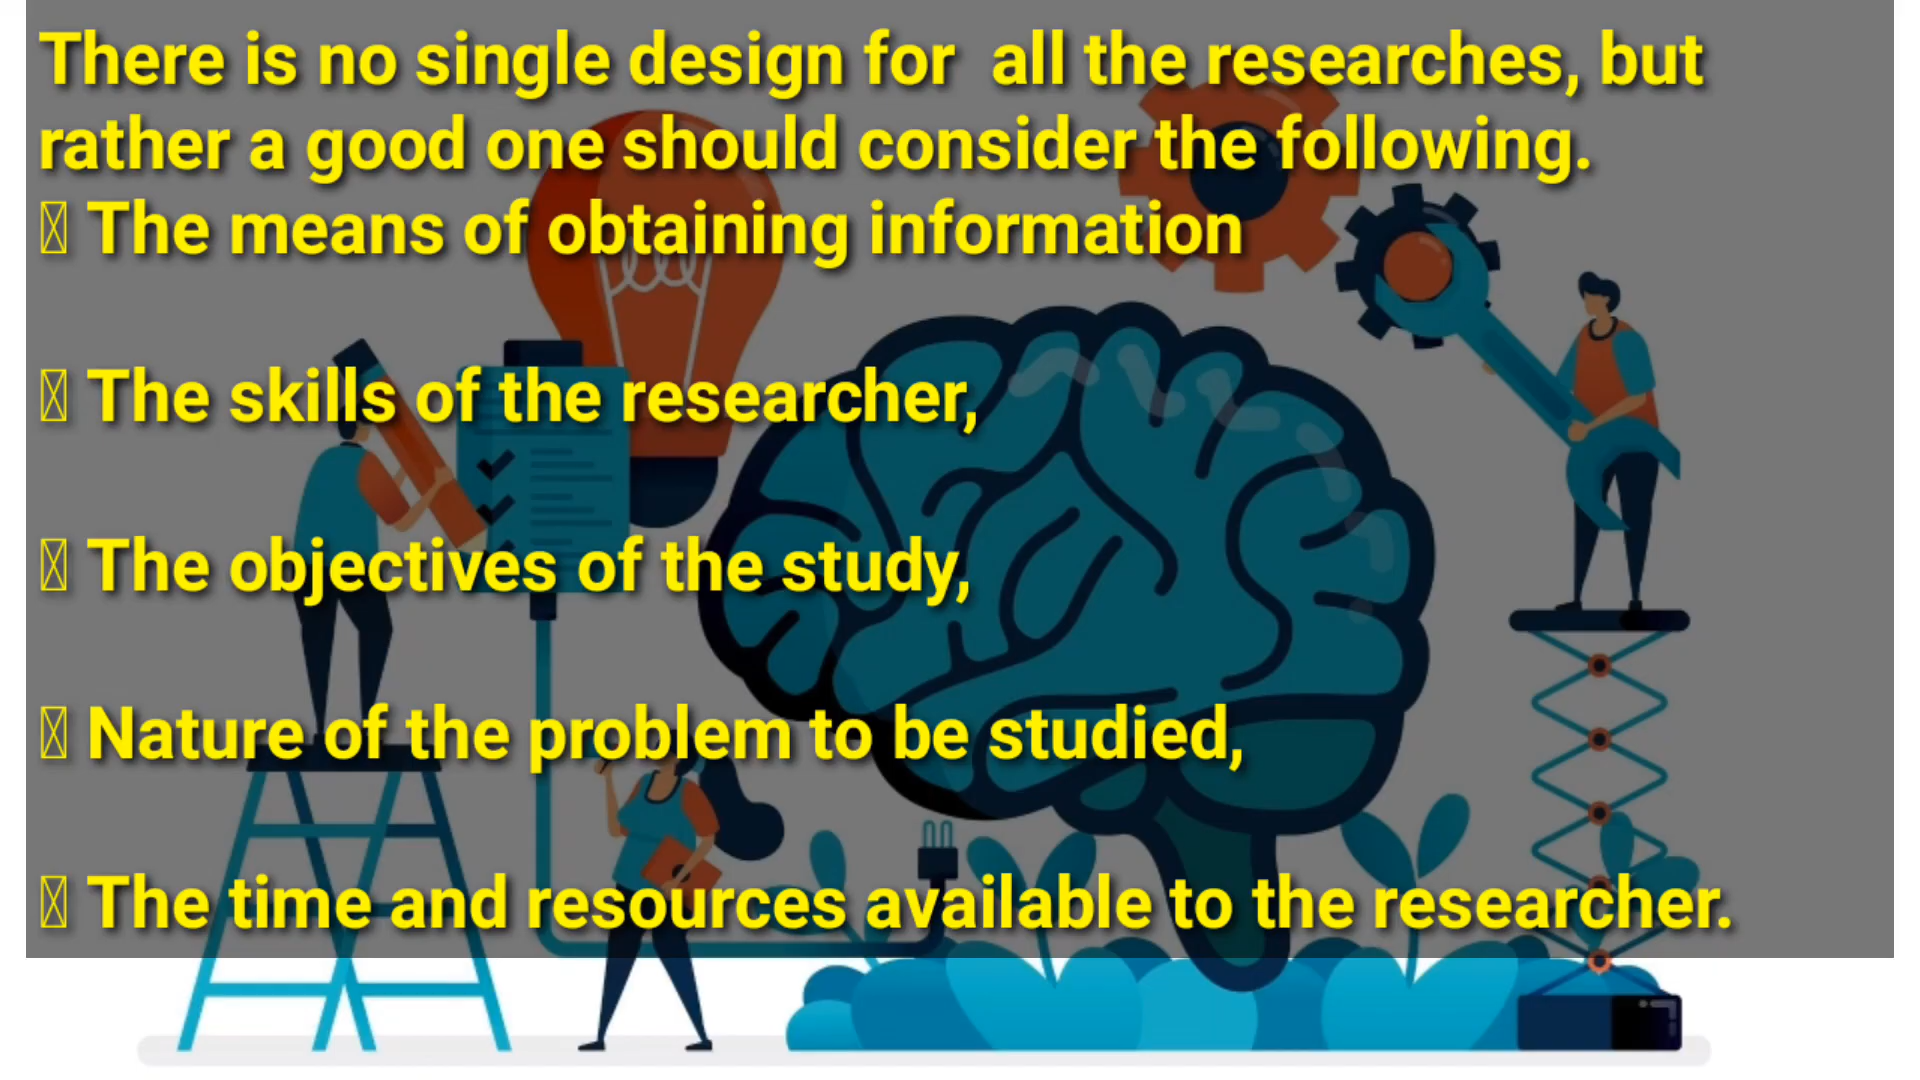 There is no single design for  all the researches, but
rather a good one should consider the following.
 The means of obtaining information
 The skills of the researcher,
 The objectives of the study,
 Nature of the problem to be studied,
 The time and resources available to the researcher.